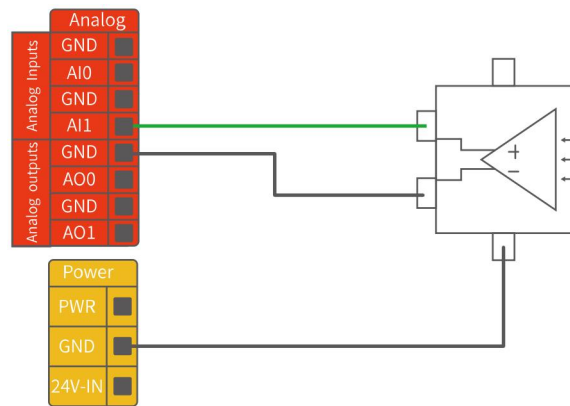 Analog
Analog Inputs
GND
AI0
GND
AI1
Analog outputs
GND
AO0
GND
AO1
+
−
Power
PWR
GND
24V-IN